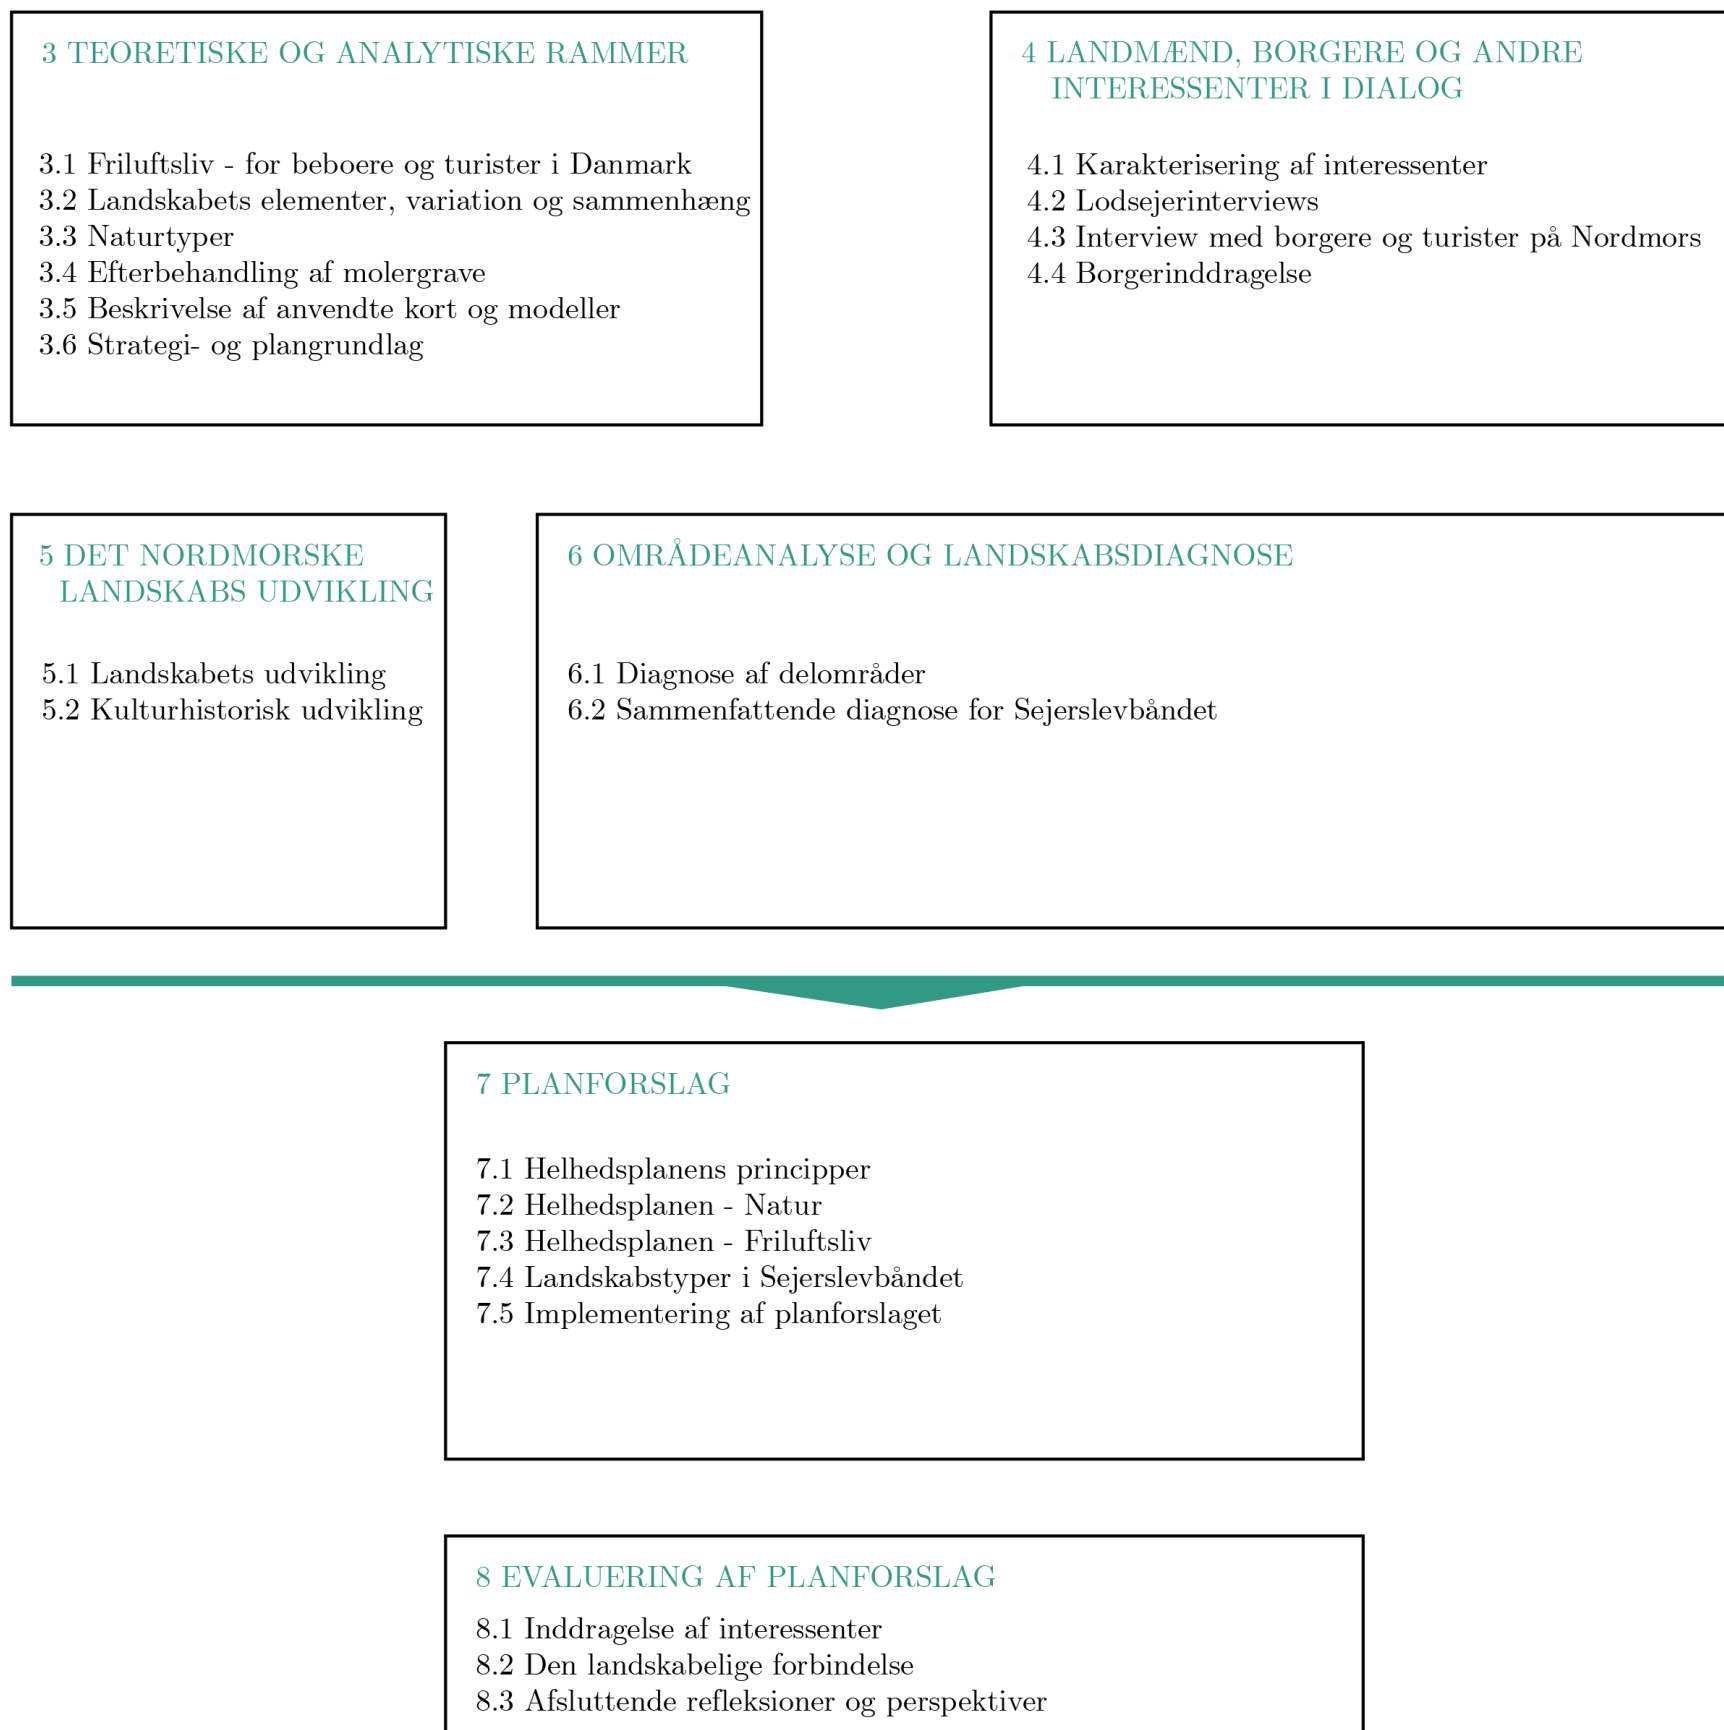 3 TEORETISKE OG ANALYTISKE RAMMER
3.1 Friluftsliv - for beboere og turister i Danmark
3.2 Landskabets elementer, variation og sammenhæng
3.3 Naturtyper
3.4 Efterbehandling af molergrave
3.5 Beskrivelse af anvendte kort og modeller
3.6 Strategi- og plangrundlag
4 LANDMÆND, BORGERE OG ANDRE
INTERESSENTER I DIALOG
4.1 Karakterisering af interessenter
4.2 Lodsejerinterviews
4.3 Interview med borgere og turister på Nordmors
4.4 Borgerinddragelse
5 DET NORDMORSKE
LANDSKABS UDVIKLING
5.1 Landskabets udvikling
5.2 Kulturhistorisk udvikling
6 OMRÅDEANALYSE OG LANDSKABSDIAGNOSE
6.1 Diagnose af delområder
6.2 Sammenfattende diagnose for Sejerslevbåndet
7 PLANFORSLAG
7.1 Helhedsplanens principper
7.2 Helhedsplanen - Natur
7.3 Helhedsplanen - Friluftsliv
7.4 Landskabstyper i Sejerslevbåndet
7.5 Implementering af planforslaget
8 EVALUERING AF PLANFORSLAG
8.1 Inddragelse af interessenter
8.2 Den landskabelige forbindelse
8.3 Afsluttende refleksioner og perspektiver